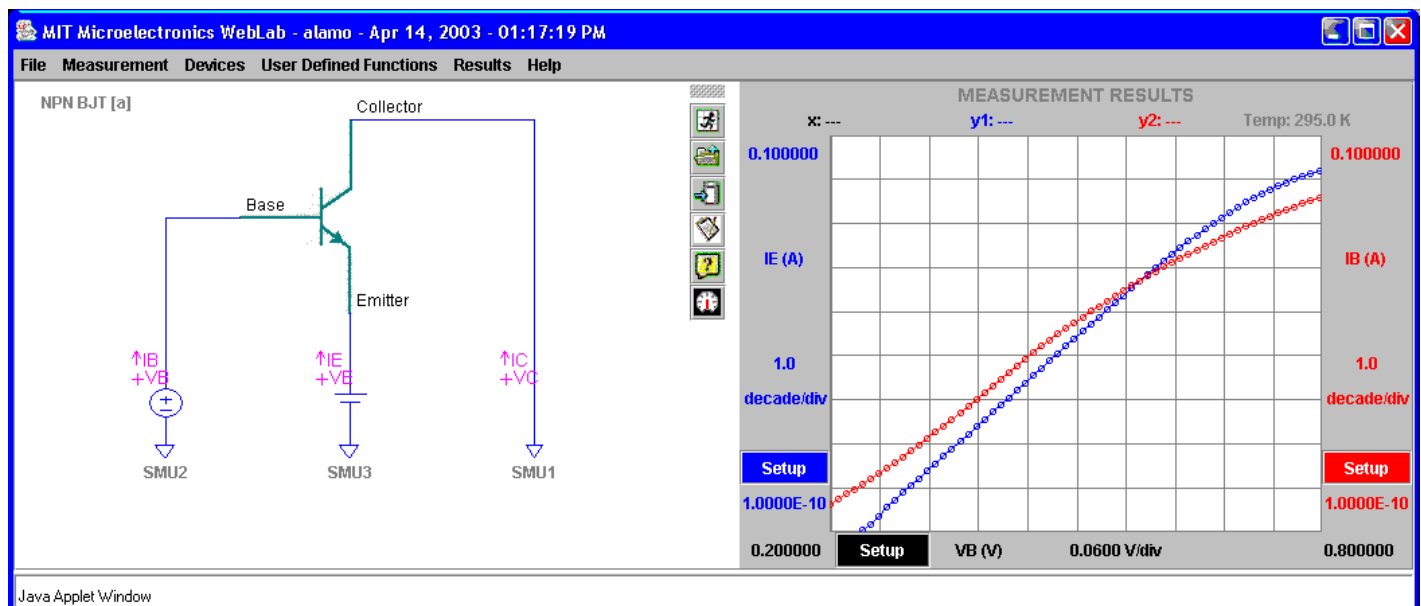 MIT Microelectronics WebLab - alamo - Apr 14, 2003 - 01:17:19 PM
File Measurement Devices User Defined Functions Results Help
NPN BJT [a]
Collector
Base
Emitter
↑IB
+VB
↑IE
+VE
↑IC
+VC
SMU2
SMU3
SMU1
MEASUREMENT RESULTS
x: ---
y1: ---
y2: ---
Temp: 295.0 K
0.100000
0.100000
IE (A)
IB (A)
1.0
decade/div
1.0
decade/div
Setup
Setup
1.0000E-10
1.0000E-10
0.200000
Setup
VB (V)
0.0600 V/div
0.800000
Java Applet Window